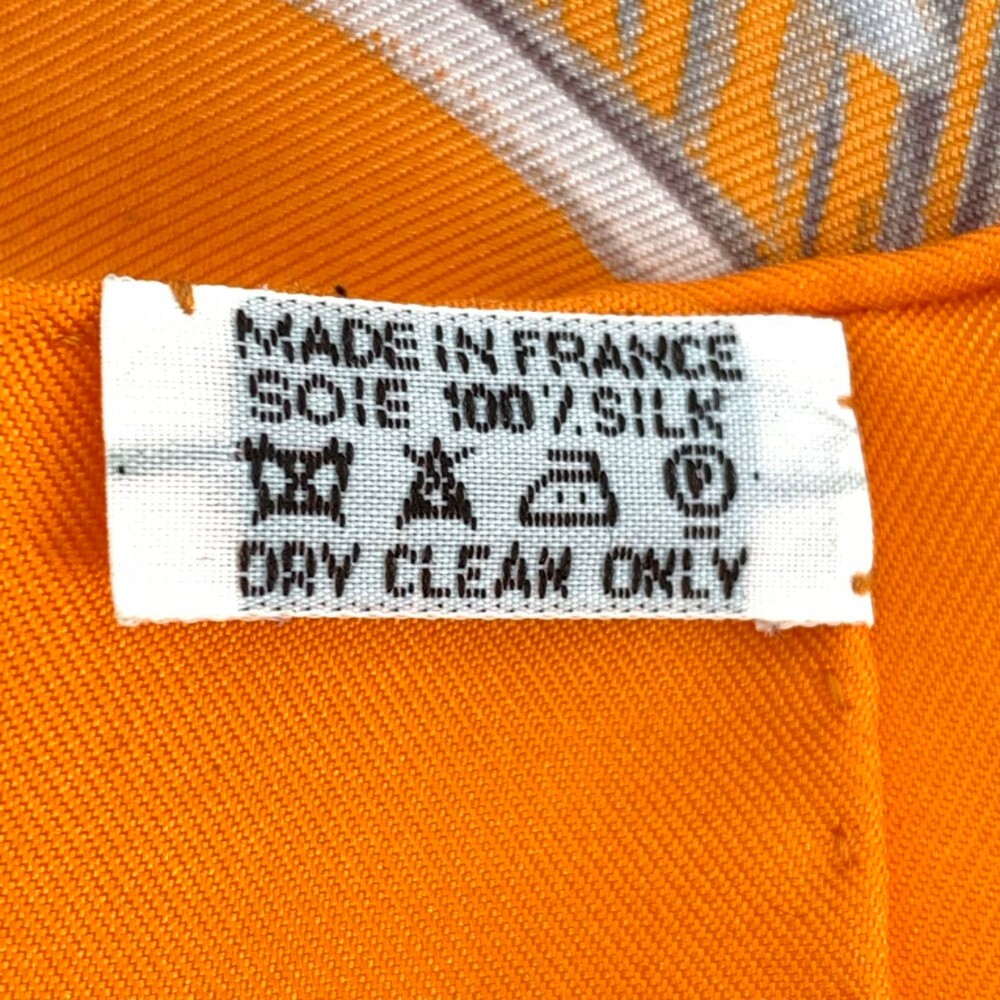 MADE IN FRANCE
SOIE 100% SILK
P
DRY CLEAN ONLY